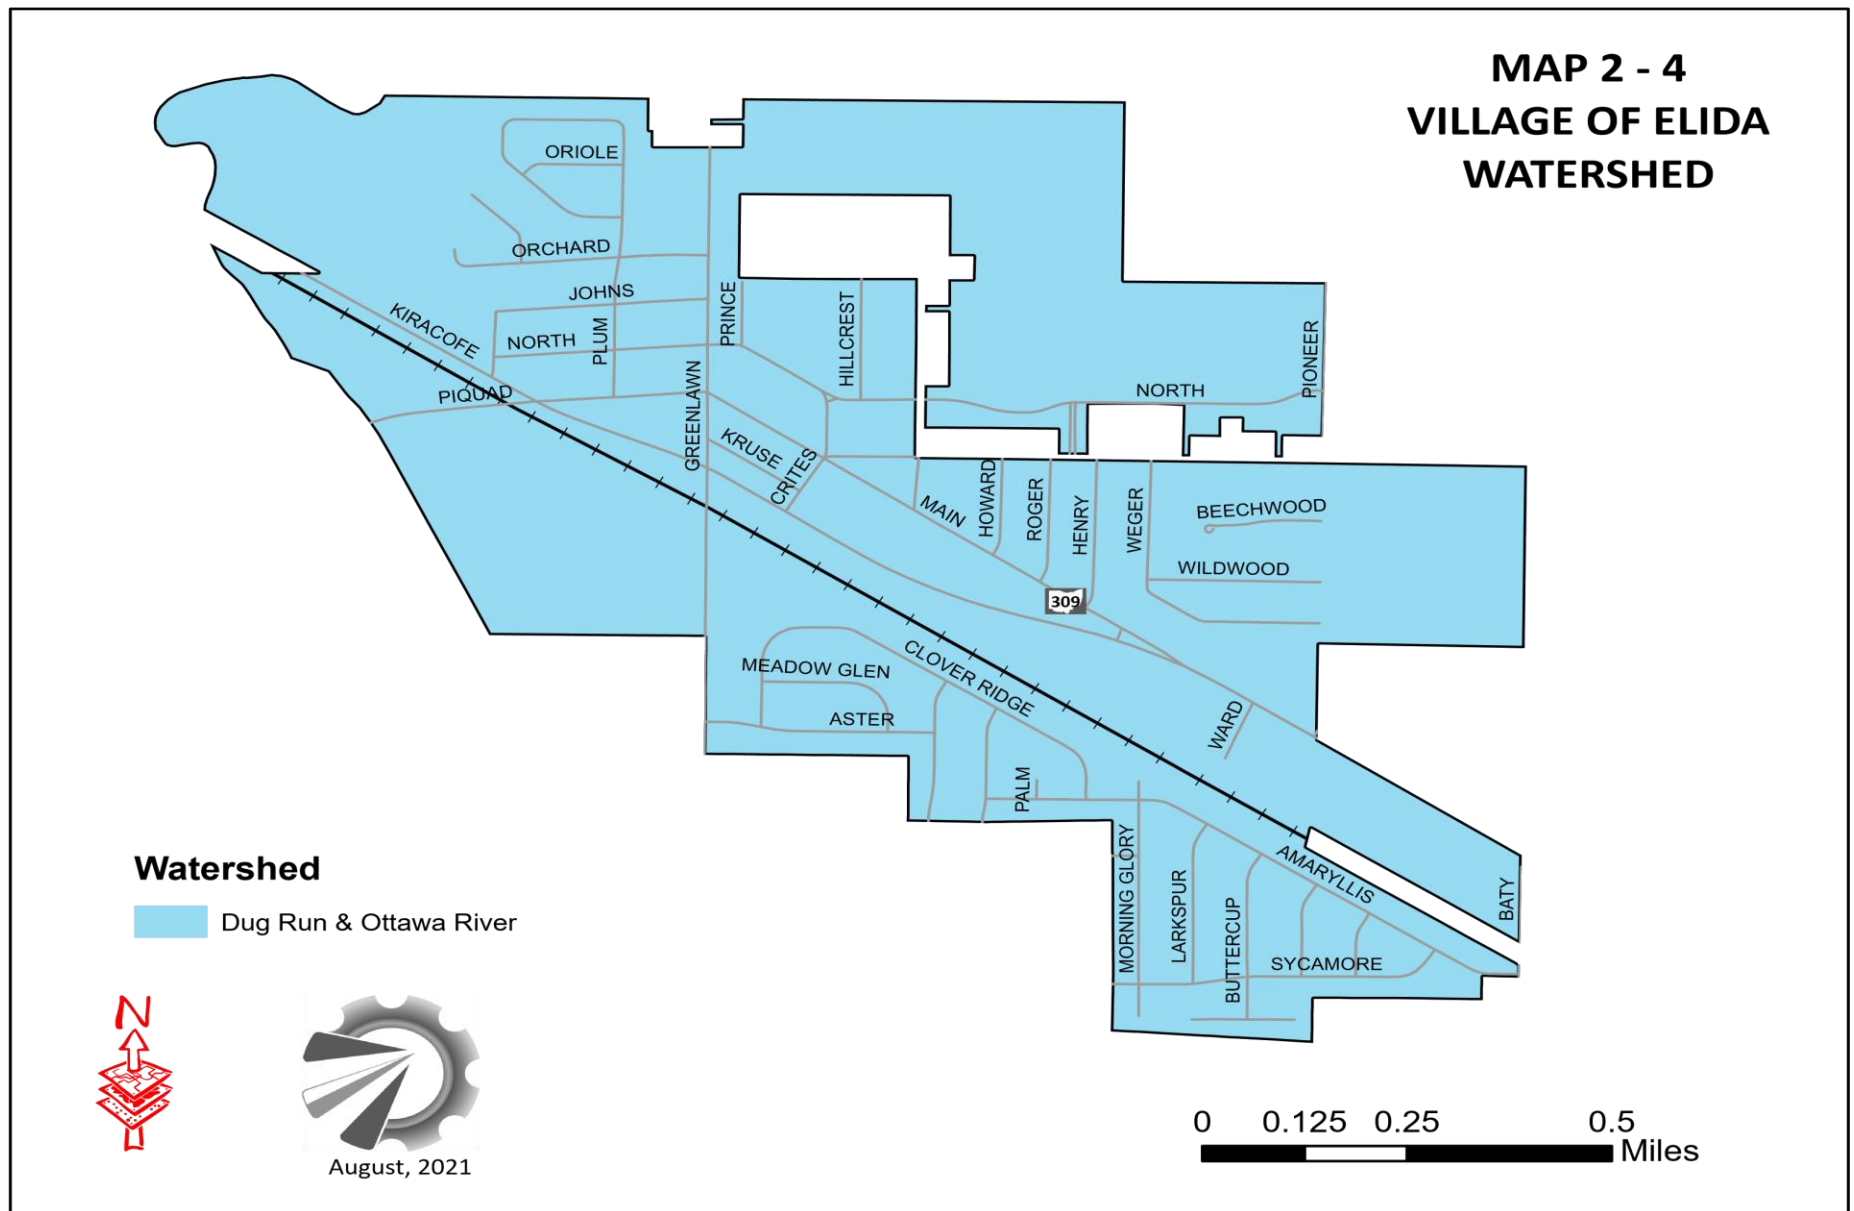 MAP 2 - 4
VILLAGE OF ELIDA
WATERSHED
ORIOLE
ORCHARD
JOHNS
PRINCE
HILLCREST
KIRACOFE
NORTH
PLUM
PIONEER
PIQUAD
GREENLAWN
NORTH
KRUSE
CRITES
MAIN
HOWARD
ROGER
HENRY
WEGER
BEECHWOOD
WILDWOOD
309
MEADOW GLEN
CLOVER RIDGE
ASTER
WARD
PALM
MORNING GLORY
LARKSPUR
BUTTERCUP
AMARYLLIS
BATY
SYCAMORE
Watershed
Dug Run & Ottawa River
N
August, 2021
0 0.125 0.25 0.5
Miles